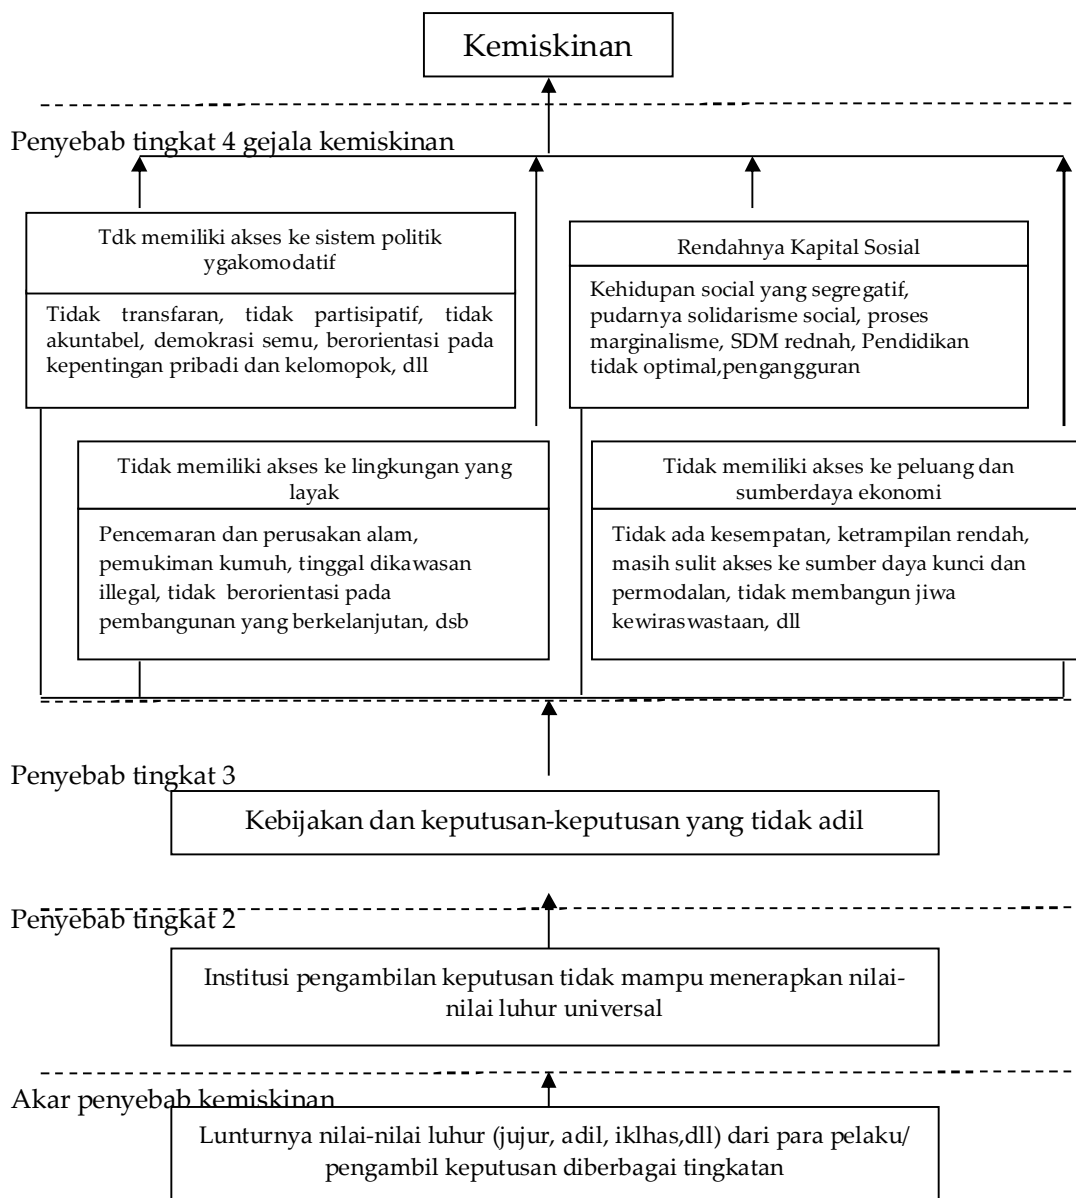 Kemiskinan
Penyebab tingkat 4 gejala kemiskinan
Tdk memiliki akses ke sistem politik
ygakomodatif
Tidak transfaran, tidak partisipatif, tidak
akuntabel, demokrasi semu, berorientasi pada
kepentingan pribadi dan kelomopok, dll
Rendahnya Kapital Sosial
Kehidupan social yang segregatif,
pudarnya solidarisme social, proses
marginalisme, SDM rednah, Pendidikan
tidak optimal,pengangguran
Tidak memiliki akses ke lingkungan yang
layak
Pencemaran dan perusakan alam,
pemukiman kumuh, tinggal dikawasan
illegal, tidak berorientasi pada
pembangunan yang berkelanjutan, dsb
Tidak memiliki akses ke peluang dan
sumberdaya ekonomi
Tidak ada kesempatan, ketrampilan rendah,
masih sulit akses ke sumber daya kunci dan
permodalan, tidak membangun jiwa
kewiraswastaan, dll
Penyebab tingkat 3
Kebijakan dan keputusan-keputusan yang tidak adil
Penyebab tingkat 2
Institusi pengambilan keputusan tidak mampu menerapkan nilai-
nilai luhur universal
Akar penyebab kemiskinan
Lunturnya nilai-nilai luhur (jujur, adil, iklhas,dll) dari para pelaku/
pengambil keputusan diberbagai tingkatan